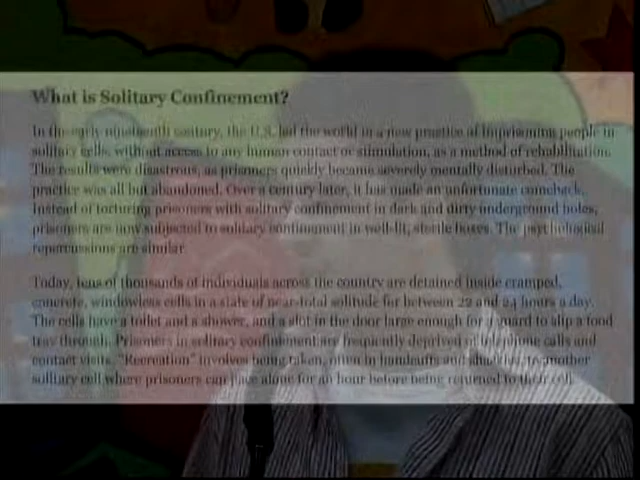 What is Solitary Confinement?
In the early nineteenth century, the U.S. led the world in a new practice of imprisoning people in
solitary cells, without access to any human contact or stimulation, as a method of rehabilitation.
The results were disastrous, as prisoners quickly became severely mentally disturbed. The
practice was all but abandoned. Over a century later, it has made an unfortunate comeback.
Instead of torturing prisoners with solitary confinement in dark and dirty underground holes,
prisoners are now subjected to solitary confinement in well-lit, sterile boxes. The psychological
repercussions are similar.
Today, tens of thousands of individuals across the country are detained inside cramped,
concrete, windowless cells in a state of near-total solitude for between 22 and 24 hours a day.
The cells have a toilet and a shower, and a slot in the door large enough for a guard to slip a food
tray through. Prisoners in solitary confinement are frequently deprived of telephone calls and
contact visits. "Recreation" involves being taken, often in handcuffs and shackles, to another
solitary cell where prisoners can pace alone for an hour before being returned to their cell.